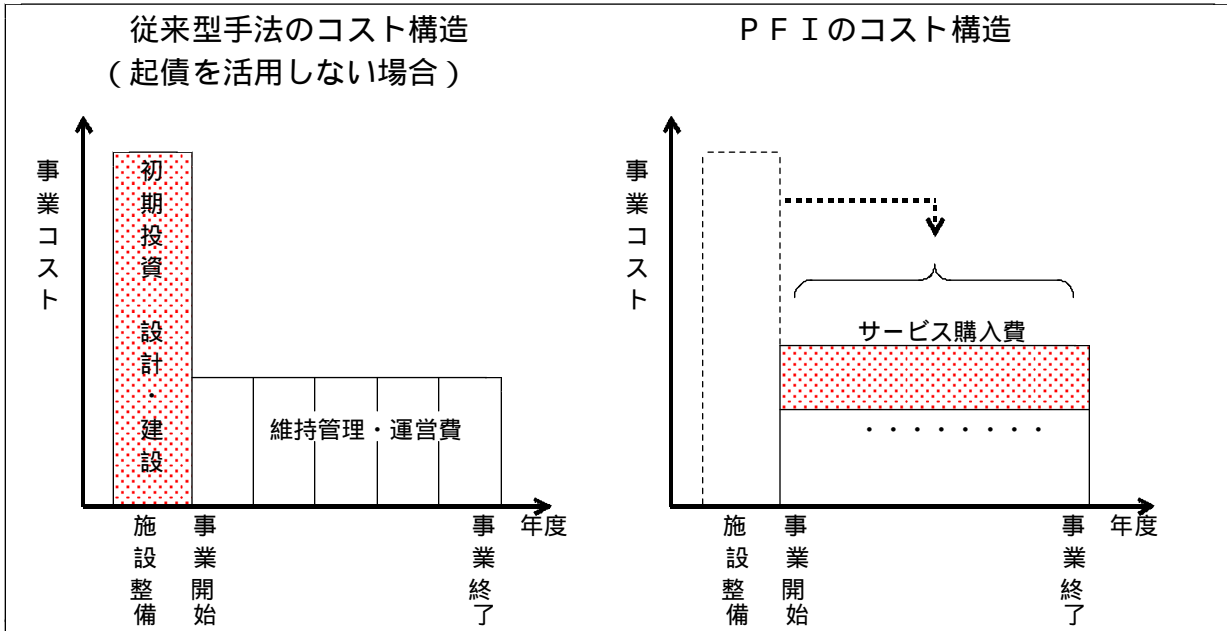 従来型手法のコスト構造
（起債を活用しない場合）
事業コスト
初期投資 設計・建設
維持管理・運営費
施設整備
事業開始
事業終了
年度
ＰＦＩのコスト構造
事業コスト
サービス購入費
・・・・・・・・
施設整備
事業開始
事業終了
年度